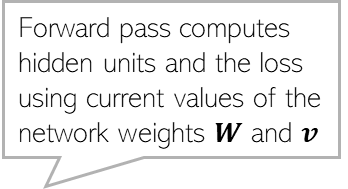 Forward pass computes
hidden units and the loss
using current values of the
network weights W and v